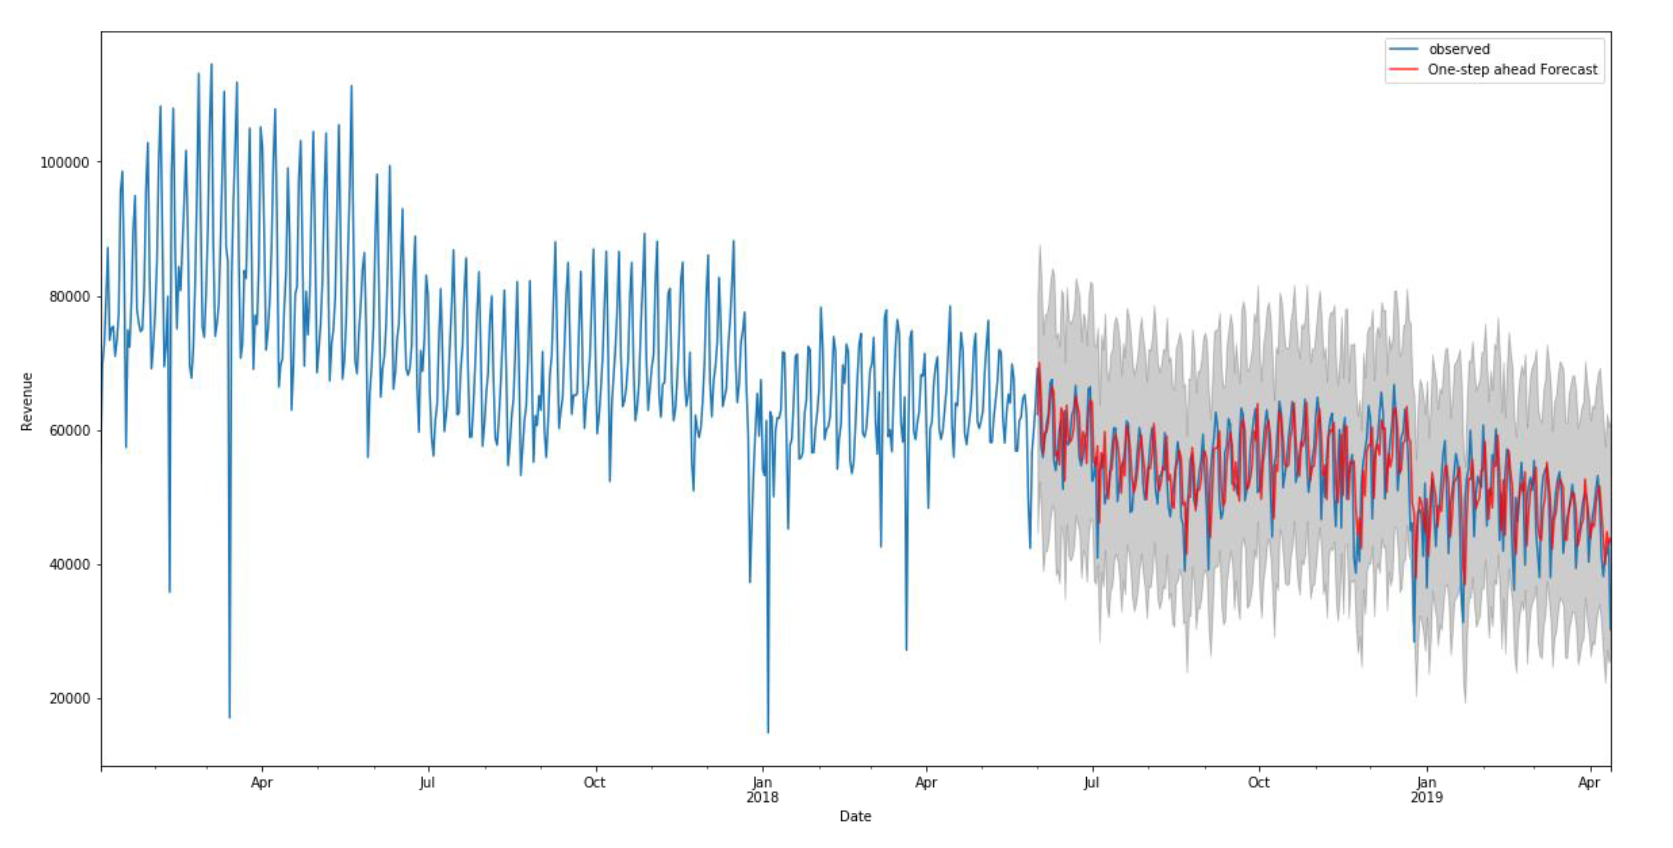 observed
One-step ahead Forecast
100000
80000
60000
40000
20000
Revenue
Apr
Jul
Oct
Jan
2018
Apr
Jul
Oct
Jan
2019
Apr
Date